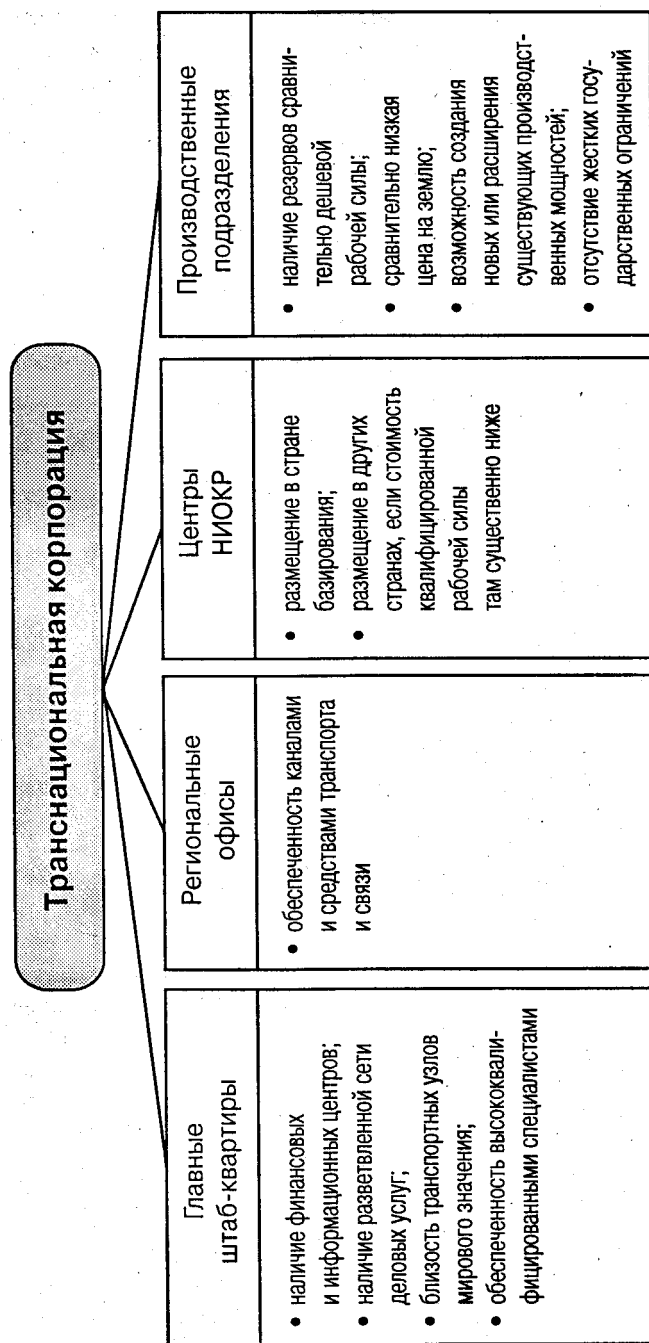 Транснациональная корпорация
Главные
штаб-квартиры
• наличие финансовых
и информационных центров;
• наличие разветвленной сети
деловых услуг;
• близость транспортных узлов
мирового значения;
• обеспеченность высококвали-
фицированными специалистами
Региональные
офисы
• обеспеченность каналами
и средствами транспорта
и связи
Центры
НИОКР
• размещение в стране
базирования;
• размещение в других
странах, если стоимость
квалифицированной
рабочей силы
там существенно ниже
Производственные
подразделения
• наличие резервов сравни-
тельно дешевой
рабочей силы;
• сравнительно низкая
цена на землю;
• возможность создания
новых или расширения
существующих производст-
венных мощностей;
• отсутствие жестких госу-
дарственных ограничений